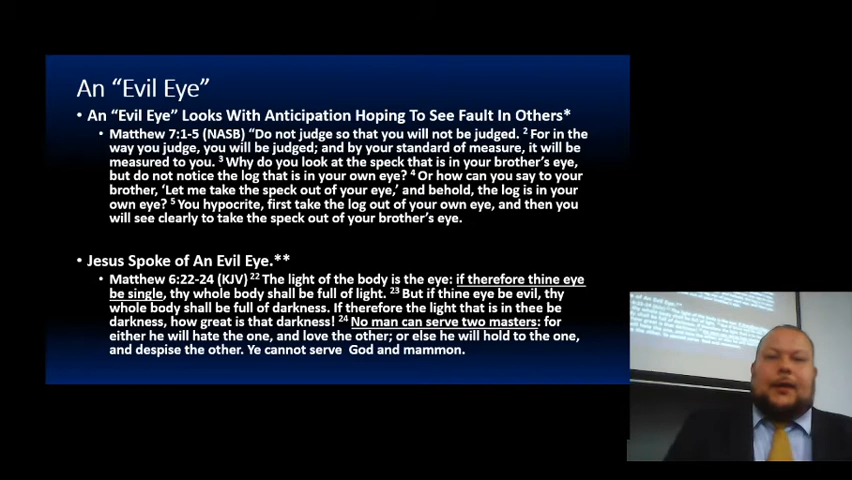 An “Evil Eye”
• An “Evil Eye” Looks With Anticipation Hoping To See Fault In Others*
• Matthew 7:1-5 (NASB) “Do not judge so that you will not be judged. ² For in the
way you judge, you will be judged; and by your standard of measure, it will be
measured to you. ³ Why do you look at the speck that is in your brother’s eye,
but do not notice the log that is in your own eye? ⁴ Or how can you say to your
brother, ‘Let me take the speck out of your eye,’ and behold, the log is in your
own eye? ⁵ You hypocrite, first take the log out of your own eye, and then you
will see clearly to take the speck out of your brother’s eye.
• Jesus Spoke of An Evil Eye.**
• Matthew 6:22-24 (KJV) ²² The light of the body is the eye: if therefore thine eye
be single, thy whole body shall be full of light. ²³ But if thine eye be evil, thy
whole body shall be full of darkness. If therefore the light that is in thee be
darkness, how great is that darkness! ²⁴ No man can serve two masters: for
either he will hate the one, and love the other; or else he will hold to the one,
and despise the other. Ye cannot serve God and mammon.